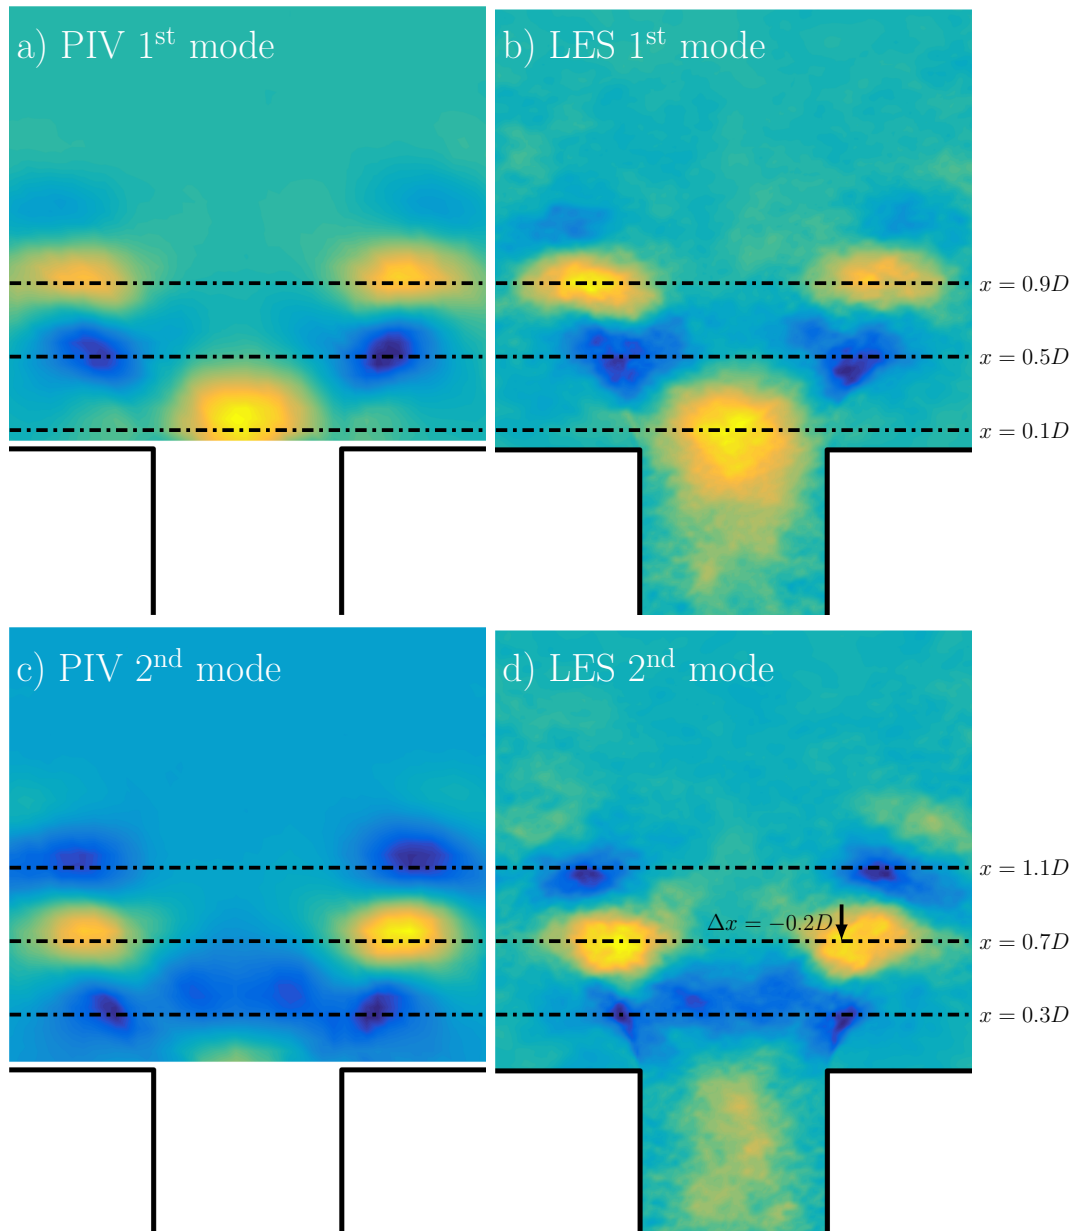 a) PIV 1st mode
b) LES 1st mode
x = 0.9D
x = 0.5D
x = 0.1D
c) PIV 2nd mode
d) LES 2nd mode
x = 1.1D
Δx = −0.2D
x = 0.7D
x = 0.3D